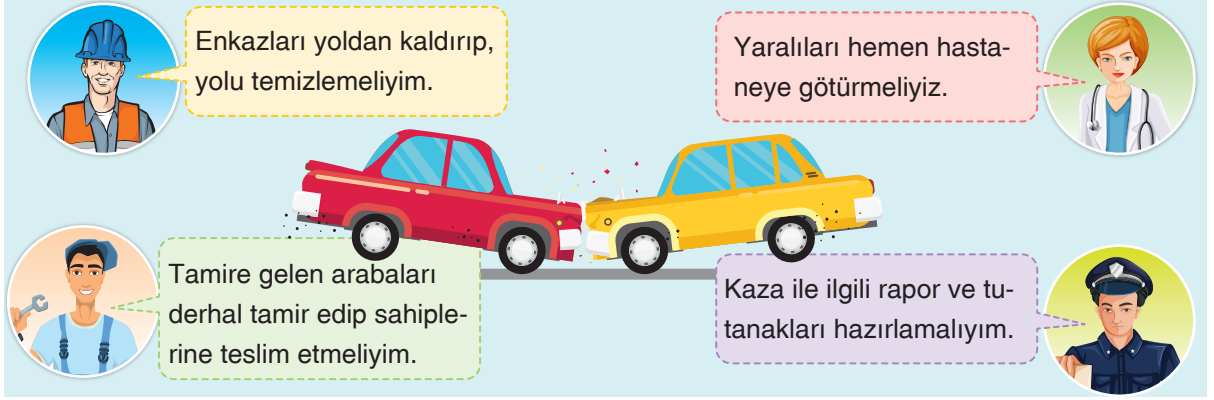 Enkazları yoldan kaldırıp,
yolu temizlemeliyim.
Yaralıları hemen hasta-
neye götürmeliyiz.
Tamire gelen arabaları
derhal tamir edip sahiple-
rine teslim etmeliyim.
Kaza ile ilgili rapor ve tu-
tanakları hazırlamalıyım.